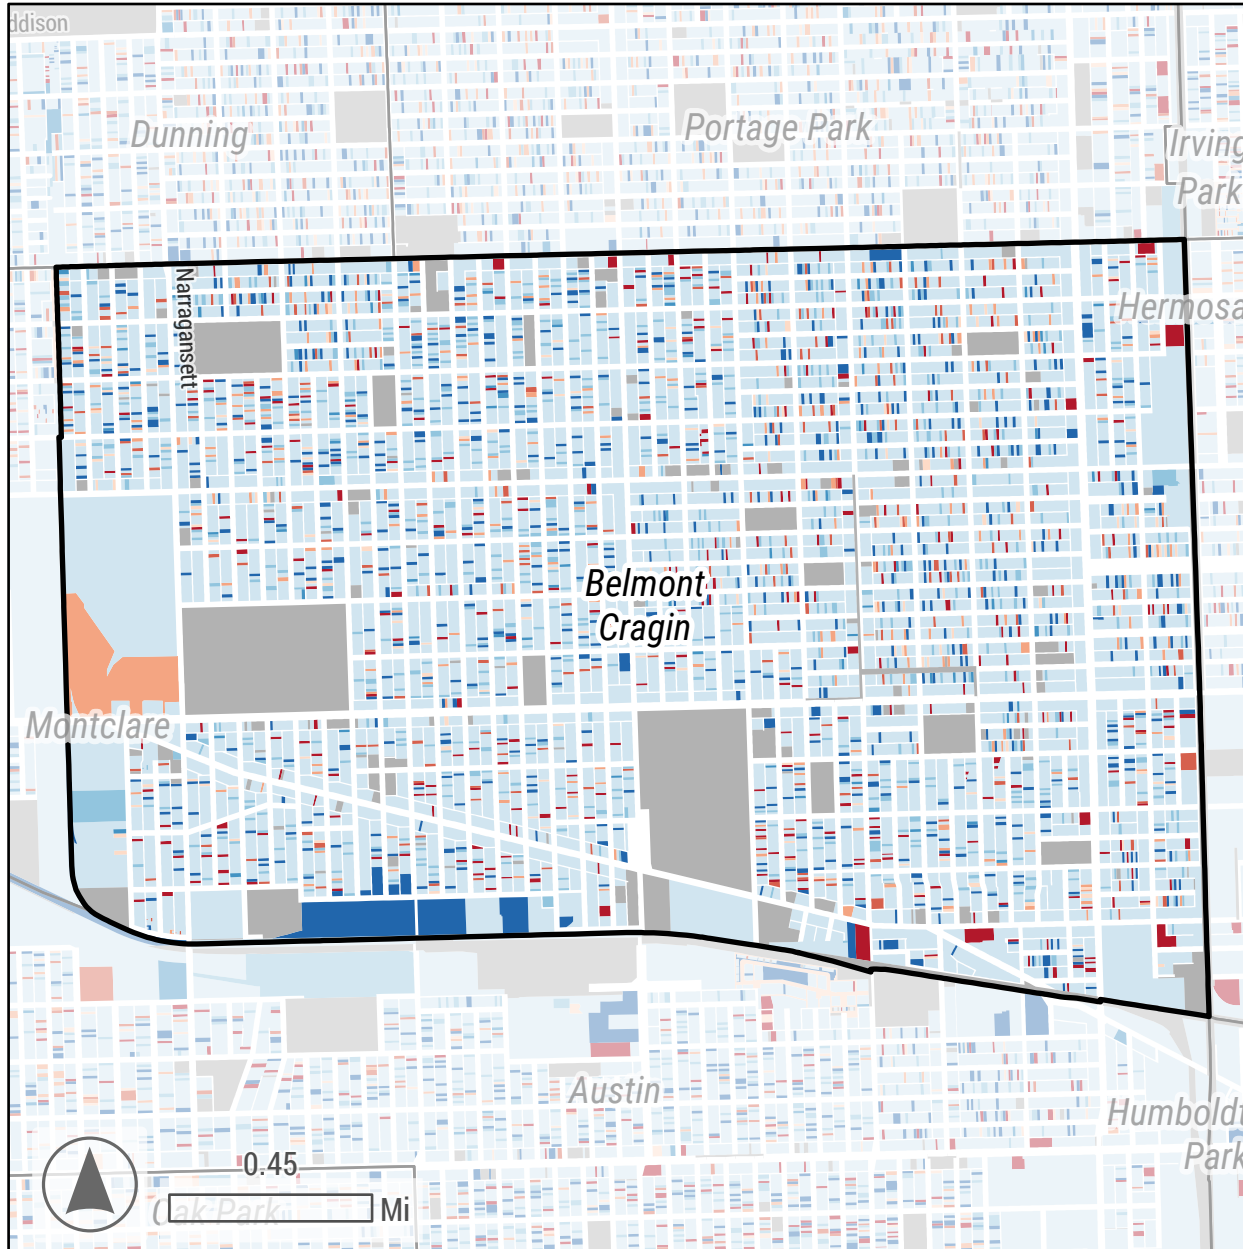 ddison
Dunning
Portage Park
Irving
Park
Narragansett
Hermosa
Belmont
Cragin
Montclare
Austin
Humboldt
Park
0.45
Mi
Oak Park